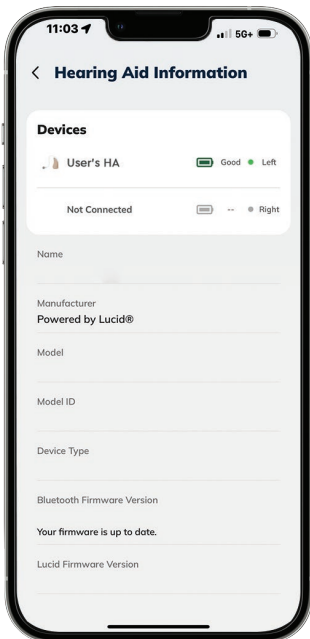 11:03 5G+
< Hearing Aid Information
Devices
User's HA Good Left
Not Connected -- Right
Name
Manufacturer
Powered by Lucid®
Model
Model ID
Device Type
Bluetooth Firmware Version
Your firmware is up to date.
Lucid Firmware Version